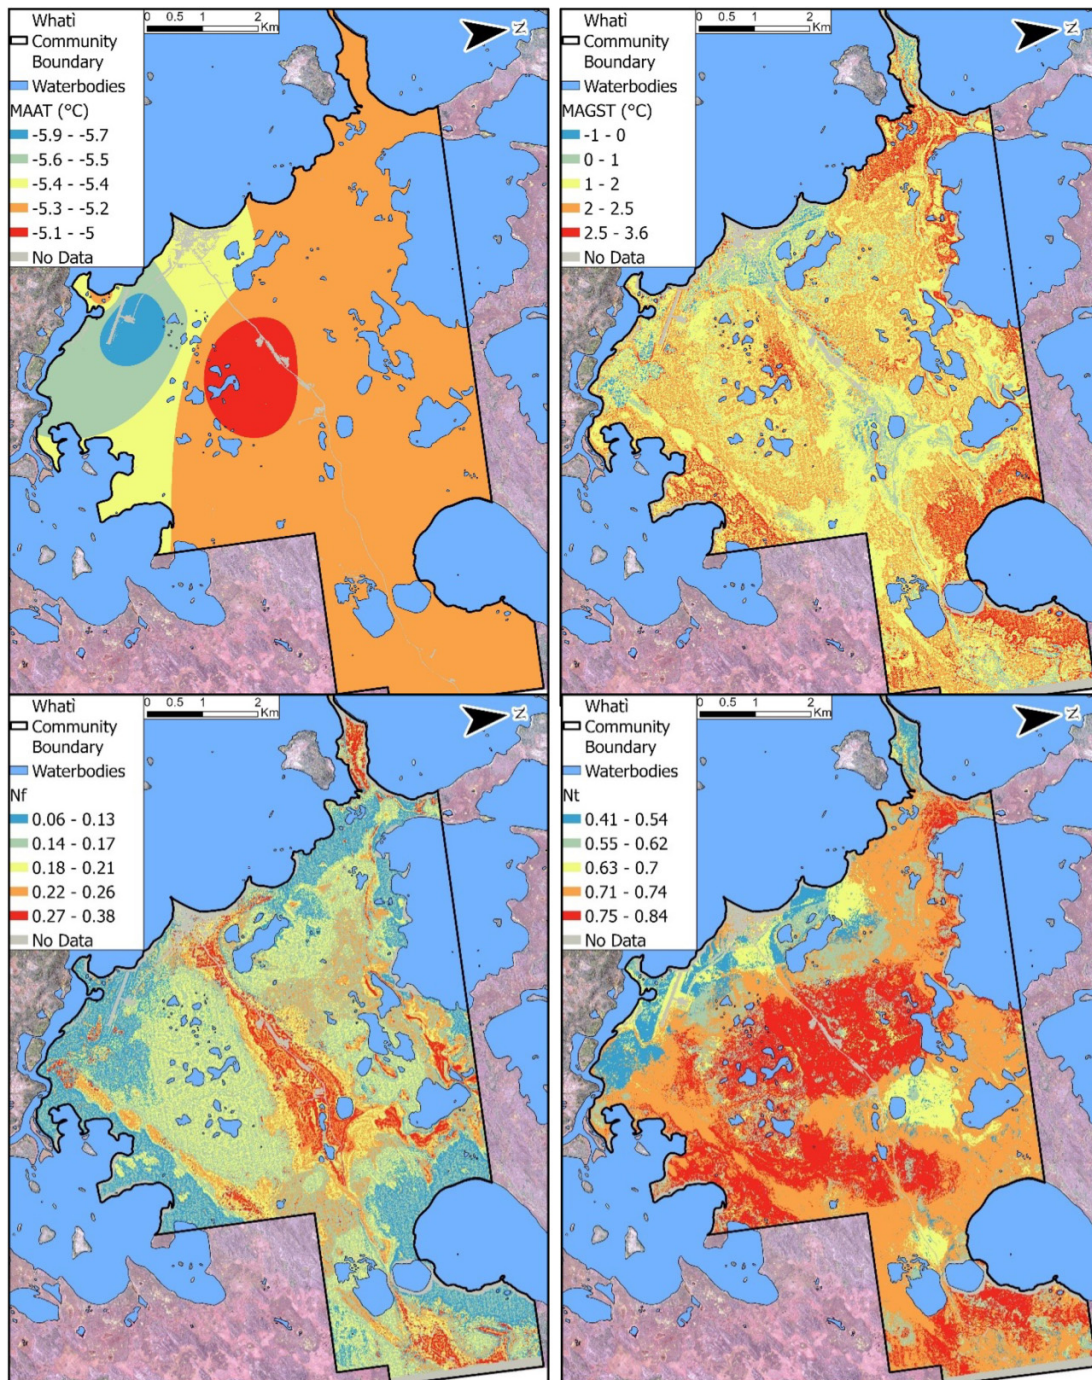 Whatì
Community
Boundary
Waterbodies
MAAT (°C)
-5.9 - -5.7
-5.6 - -5.5
-5.4 - -5.4
-5.3 - -5.2
-5.1 - -5
No Data
0 0.5 1 2
Km
N
Whatì
Community
Boundary
Waterbodies
MAGST (°C)
-1 - 0
0 - 1
1 - 2
2 - 2.5
2.5 - 3.6
No Data
0 0.5 1 2
Km
N
Whatì
Community
Boundary
Waterbodies
Nf
0.06 - 0.13
0.14 - 0.17
0.18 - 0.21
0.22 - 0.26
0.27 - 0.38
No Data
0 0.5 1 2
Km
N
Whatì
Community
Boundary
Waterbodies
Nt
0.41 - 0.54
0.55 - 0.62
0.63 - 0.7
0.71 - 0.74
0.75 - 0.84
No Data
0 0.5 1 2
Km
N